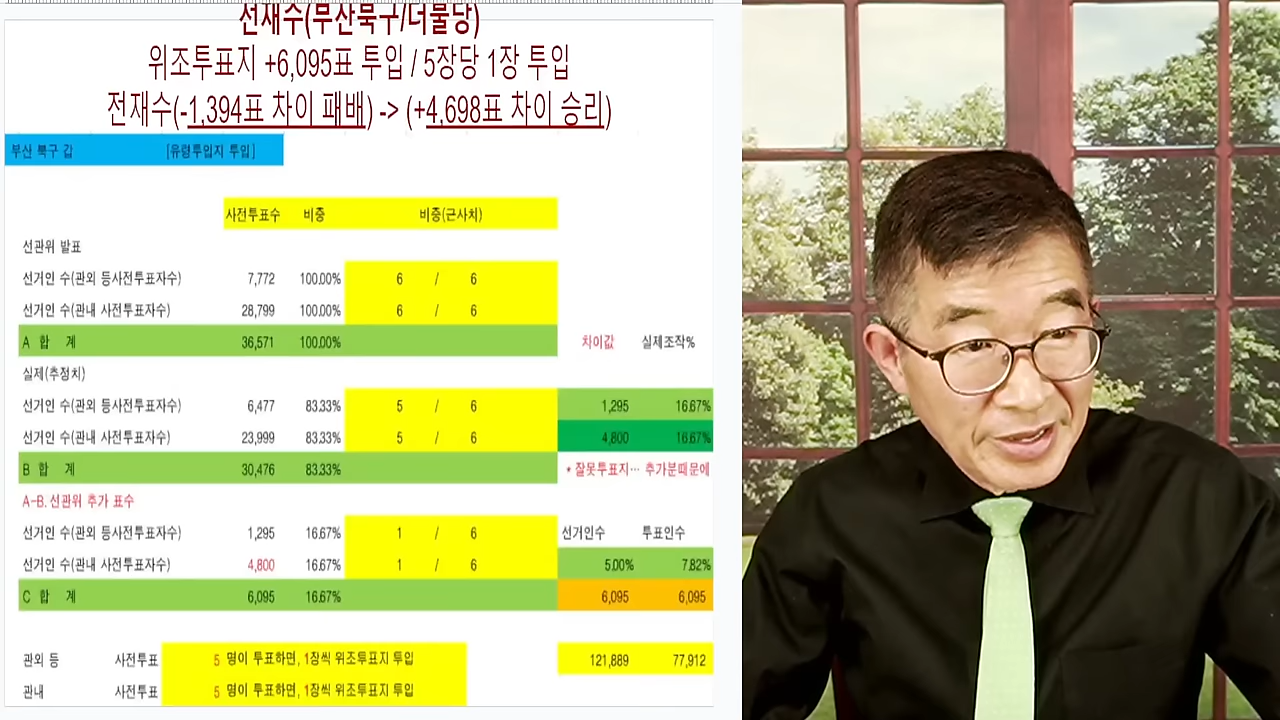 전재수(부산북구/더물당)
위조투표지 +6,095표 투입 / 5장당 1장 투입
전재수(-1,394표 차이 패배) -> (+4,698표 차이 승리)
부산 북구 갑 [유령투입지 투입]
사전투표수 비중 비중(근사치)
선관위 발표
선거인 수(관외 등사전투표자수) 7,772 100.00% 6 / 6
선거인 수(관내 사전투표자수) 28,799 100.00% 6 / 6
A 합 계 36,571 100.00% 차이값 실제조작%
실제(추정치)
선거인 수(관외 등사전투표자수) 6,477 83.33% 5 / 6 1,295 16.67%
선거인 수(관내 사전투표자수) 23,999 83.33% 5 / 6 4,800 16.67%
B 합 계 30,476 83.33% * 잘못투표지… 추가분때문에
A-B. 선관위 추가 표수
선거인 수(관외 등사전투표자수) 1,295 16.67% 1 / 6 선거인수 투표인수
선거인 수(관내 사전투표자수) 4,800 16.67% 1 / 6 5.00% 7.82%
C 합 계 6,095 16.67% 6,095 6,095
관외 등 사전투표 5 명이 투표하면, 1장씩 위조투표지 투입 121,889 77,912
관내 사전투표 5 명이 투표하면, 1장씩 위조투표지 투입